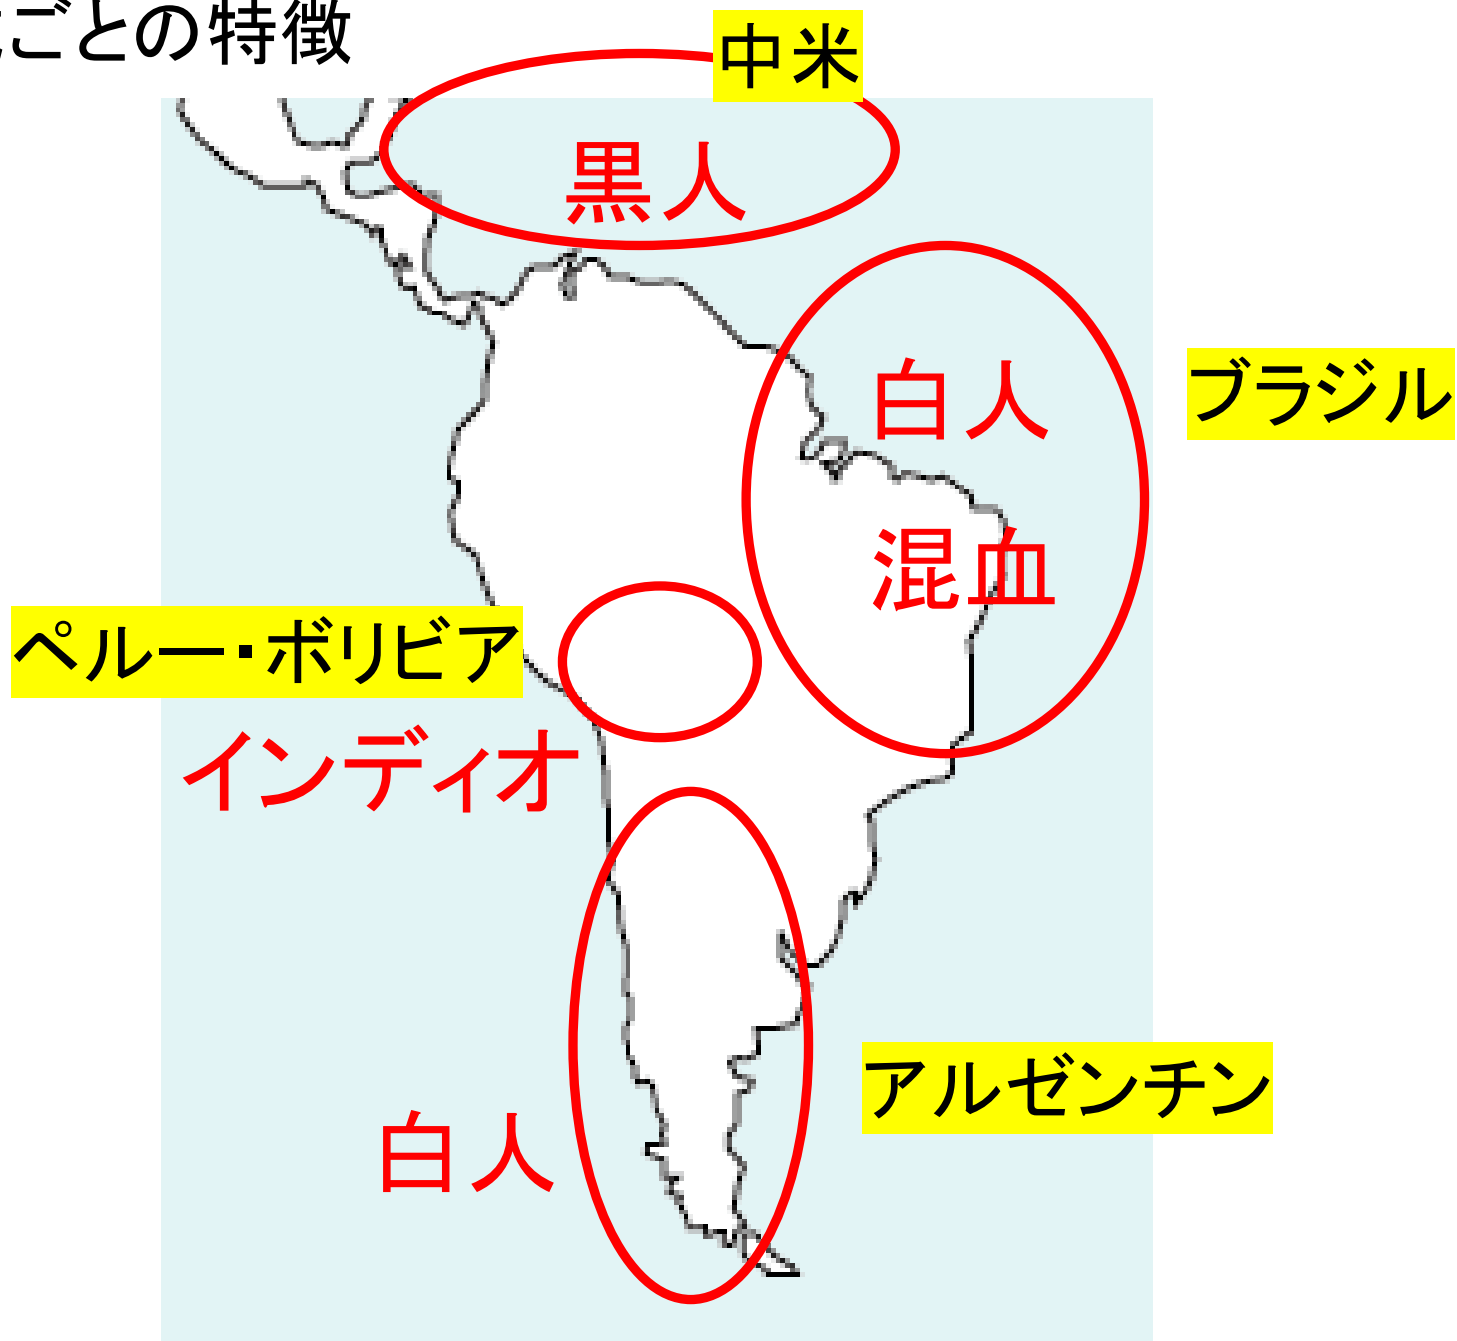 ごとの特徴
中米
黒人
白人
ブラジル
混血
ペルー・ボリビア
インディオ
アルゼンチン
白人